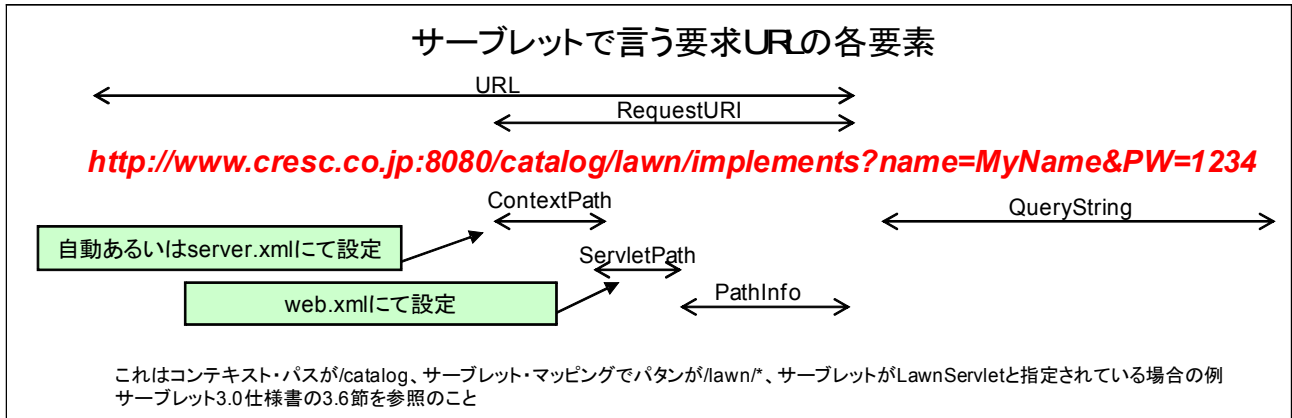 サーブレットで言う要求URLの各要素
URL
RequestURI
http://www.cresc.co.jp:8080/catalog/lawn/implements?name=MyName&PW=1234
ContextPath
QueryString
自動あるいはserver.xmlにて設定
ServletPath
web.xmlにて設定
PathInfo
これはコンテキスト・パスが/catalog、サーブレット・マッピングでパタンが/lawn/*、サーブレットがLawnServletと指定されている場合の例
サーブレット3.0仕様書の3.6節を参照のこと